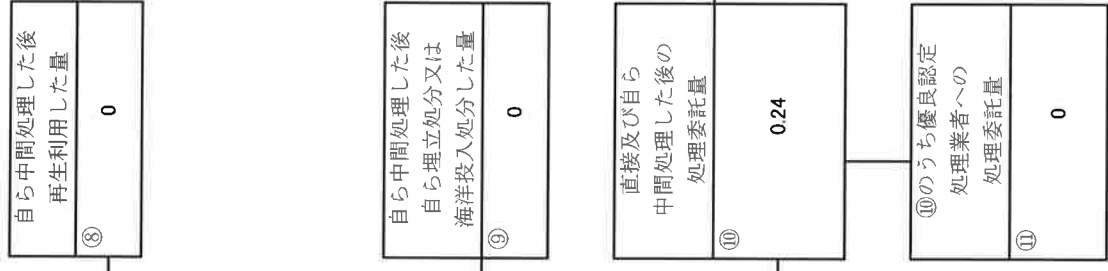 自ら中間処理した後
再生利用した量
⑧
0
自ら中間処理した後
自ら埋立処分又は
海洋投入処分した量
⑨
0
直接及び自ら
中間処理した後の
処理委託量
⑩
0.24
⑩のうち優良認定
処理業者への
処理委託量
⑪
0